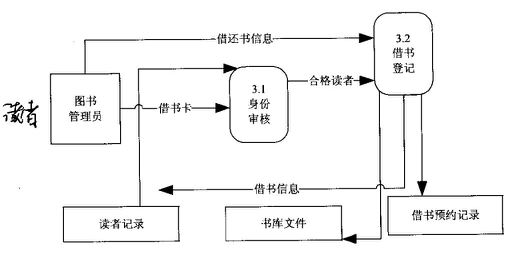 借还书信息
3.2
借书
登记
读者
图书
管理员
借书卡
3.1
身份
审核
合格读者
借书信息
读者记录
书库文件
借书预约记录